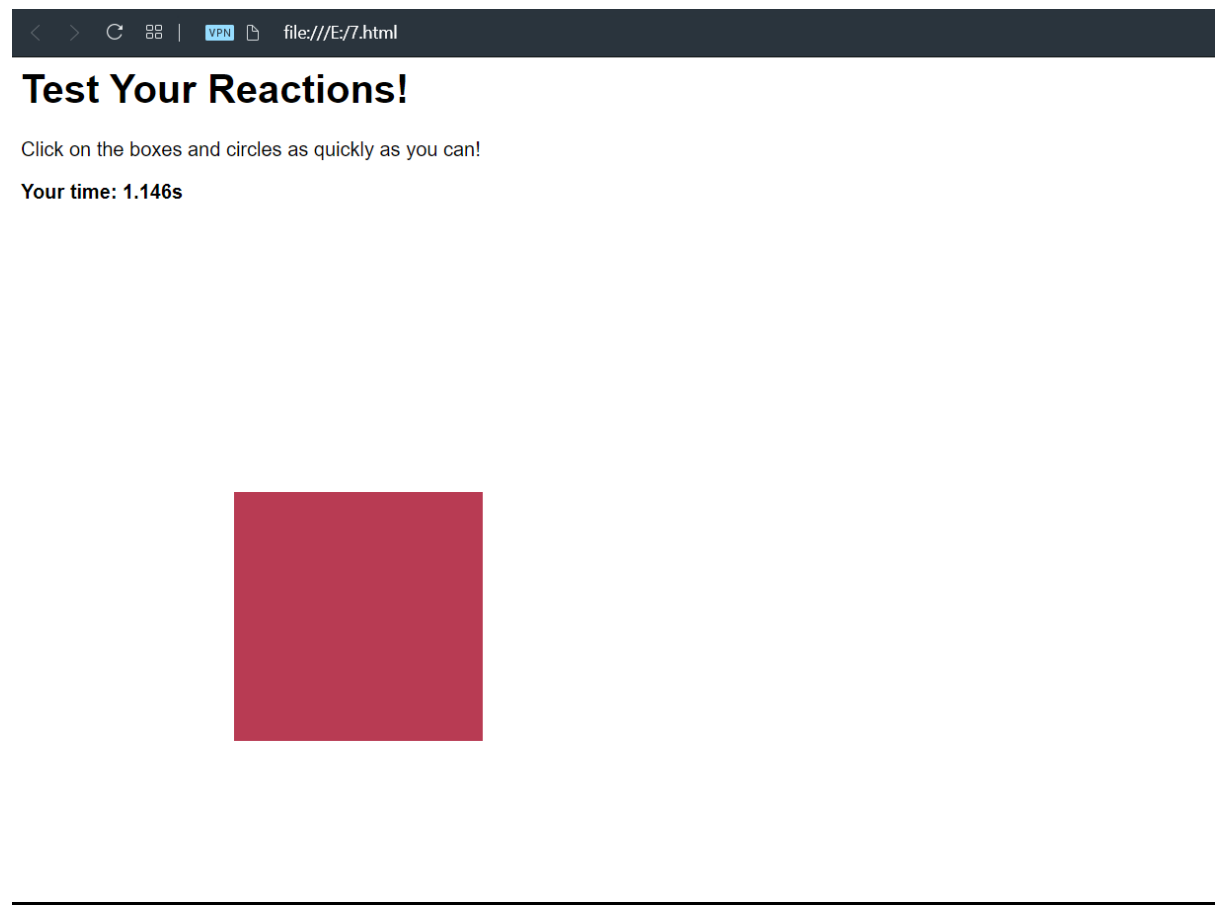 VPN file:///E:/7.html
Test Your Reactions!
Click on the boxes and circles as quickly as you can!
Your time: 1.146s